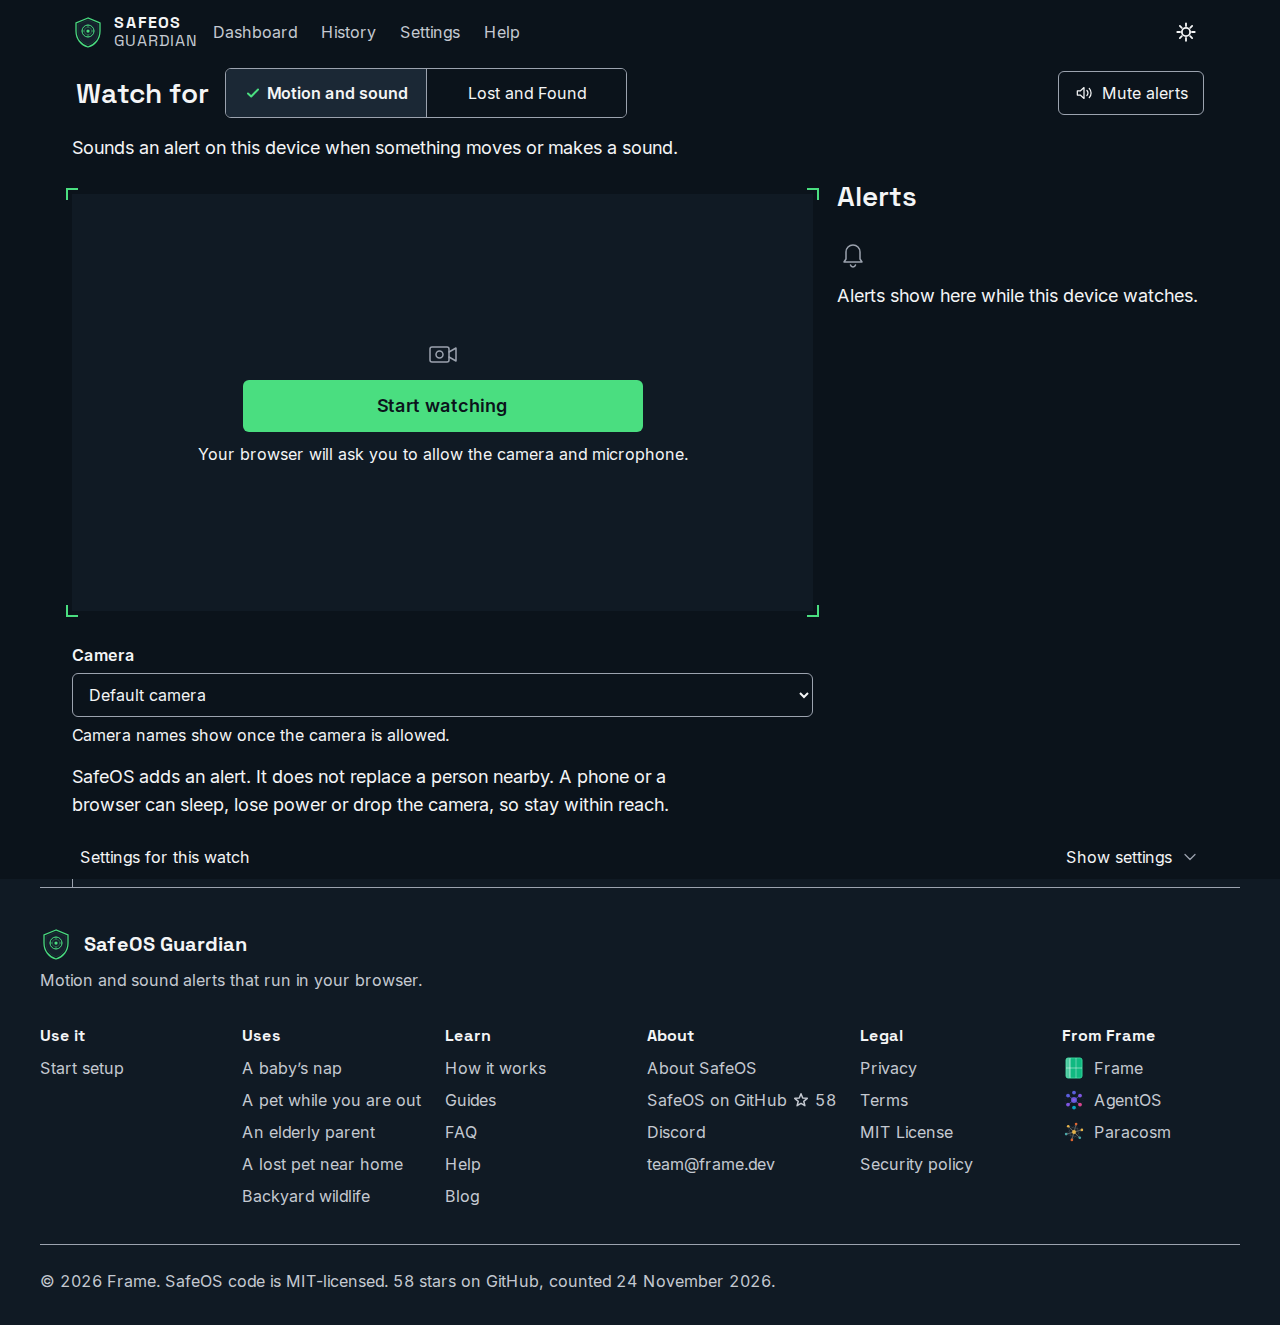 SAFEOS
GUARDIAN
Dashboard History Settings Help
Watch for
Motion and sound
Lost and Found
Mute alerts
Sounds an alert on this device when something moves or makes a sound.
Start watching
Your browser will ask you to allow the camera and microphone.
Alerts
Alerts show here while this device watches.
Camera
Default camera
Camera names show once the camera is allowed.
SafeOS adds an alert. It does not replace a person nearby. A phone or a
browser can sleep, lose power or drop the camera, so stay within reach.
Settings for this watch
Show settings
SafeOS Guardian
Motion and sound alerts that run in your browser.
Use it
Start setup
Uses
A baby’s nap
A pet while you are out
An elderly parent
A lost pet near home
Backyard wildlife
Learn
How it works
Guides
FAQ
Help
Blog
About
About SafeOS
SafeOS on GitHub 58
Discord
team@frame.dev
Legal
Privacy
Terms
MIT License
Security policy
From Frame
Frame
AgentOS
Paracosm
© 2026 Frame. SafeOS code is MIT-licensed. 58 stars on GitHub, counted 24 November 2026.